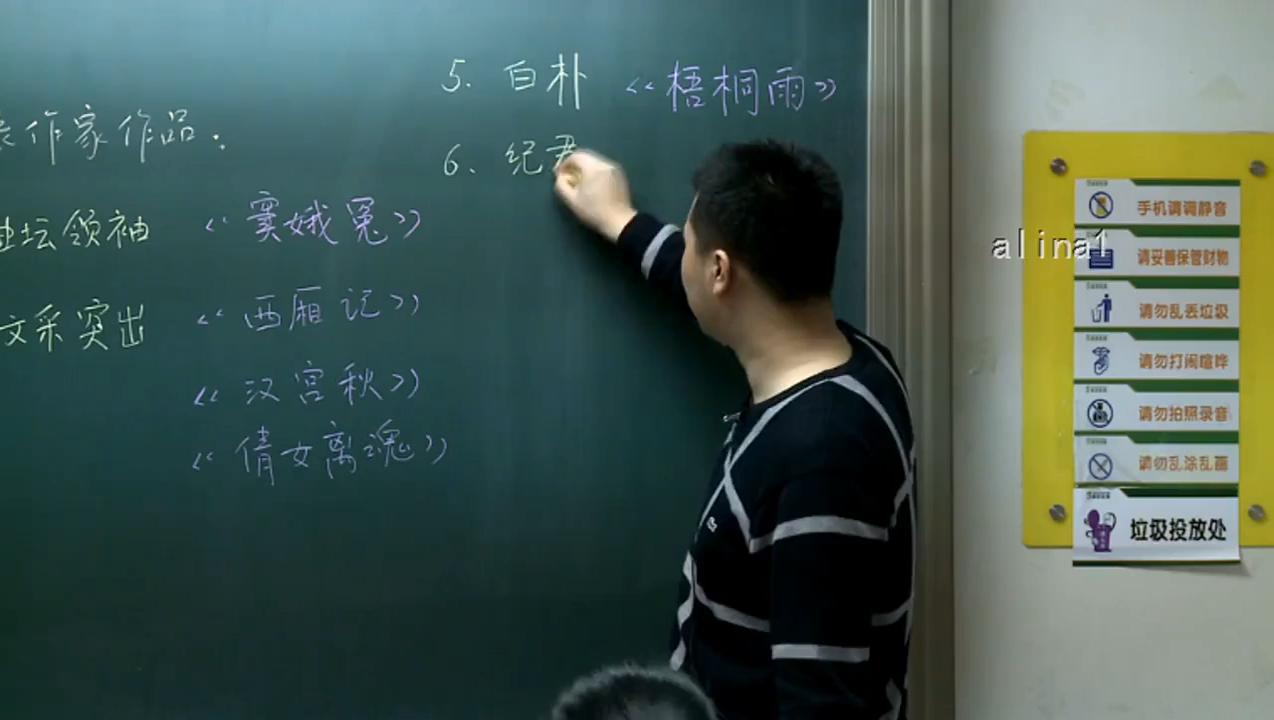 作家作品:
坛领袖 《窦娥冤》
文采突出 《西厢记》
《汉宫秋》
《倩女离魂》
5. 白朴 《梧桐雨》
6. 纪君
alina1
手机调调静音
请妥善保管财物
请勿乱丢垃圾
请勿打闹喧哗
请勿拍照录音
请勿乱涂乱画
垃圾投放处